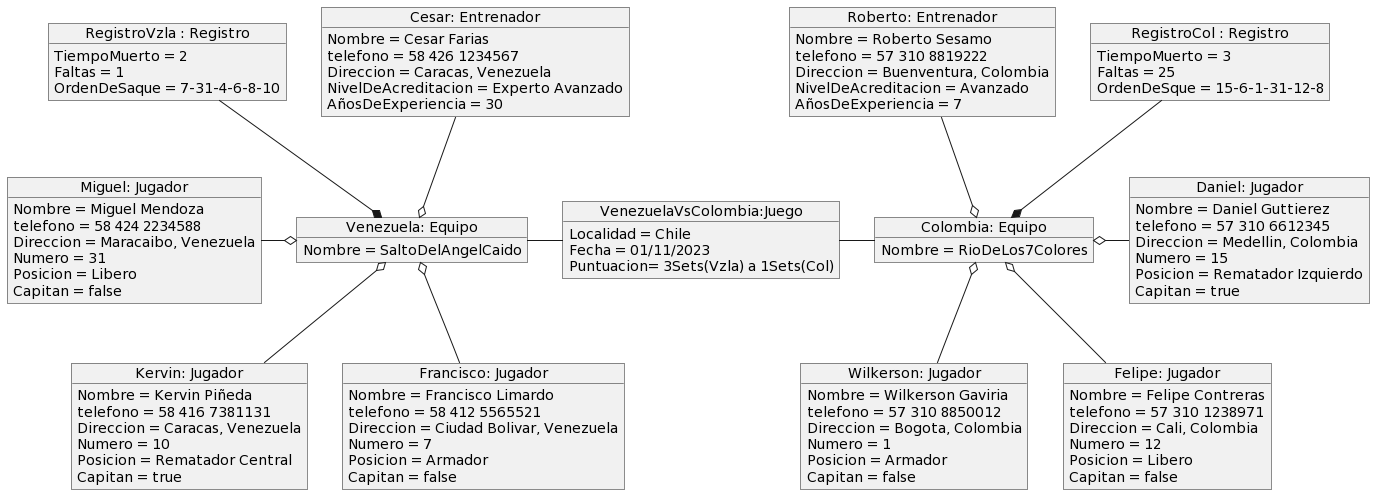 Cesar: Entrenador
Nombre = Cesar Farias
telefono = 58 426 1234567
Direccion = Caracas, Venezuela
NivelDeAcreditacion = Experto Avanzado
AñosDeExperiencia = 30
Roberto: Entrenador
Nombre = Roberto Sesamo
telefono = 57 310 8819222
Direccion = Buenventura, Colombia
NivelDeAcreditacion = Avanzado
AñosDeExperiencia = 7
RegistroVzla : Registro
TiempoMuerto = 2
Faltas = 1
OrdenDeSaque = 7-31-4-6-8-10
RegistroCol : Registro
TiempoMuerto = 3
Faltas = 25
OrdenDeSque = 15-6-1-31-12-8
Miguel: Jugador
Nombre = Miguel Mendoza
telefono = 58 424 2234588
Direccion = Maracaibo, Venezuela
Numero = 31
Posicion = Libero
Capitan = false
Venezuela: Equipo
Nombre = SaltoDelAngelCaido
VenezuelaVsColombia:Juego
Localidad = Chile
Fecha = 01/11/2023
Puntuacion= 3Sets(Vzla) a 1Sets(Col)
Colombia: Equipo
Nombre = RioDeLos7Colores
Daniel: Jugador
Nombre = Daniel Guttierez
telefono = 57 310 6612345
Direccion = Medellin, Colombia
Numero = 15
Posicion = Rematador Izquierdo
Capitan = true
Kervin: Jugador
Nombre = Kervin Piñeda
telefono = 58 416 7381131
Direccion = Caracas, Venezuela
Numero = 10
Posicion = Rematador Central
Capitan = true
Francisco: Jugador
Nombre = Francisco Limardo
telefono = 58 412 5565521
Direccion = Ciudad Bolivar, Venezuela
Numero = 7
Posicion = Armador
Capitan = false
Wilkerson: Jugador
Nombre = Wilkerson Gaviria
telefono = 57 310 8850012
Direccion = Bogota, Colombia
Numero = 1
Posicion = Armador
Capitan = false
Felipe: Jugador
Nombre = Felipe Contreras
telefono = 57 310 1238971
Direccion = Cali, Colombia
Numero = 12
Posicion = Libero
Capitan = false